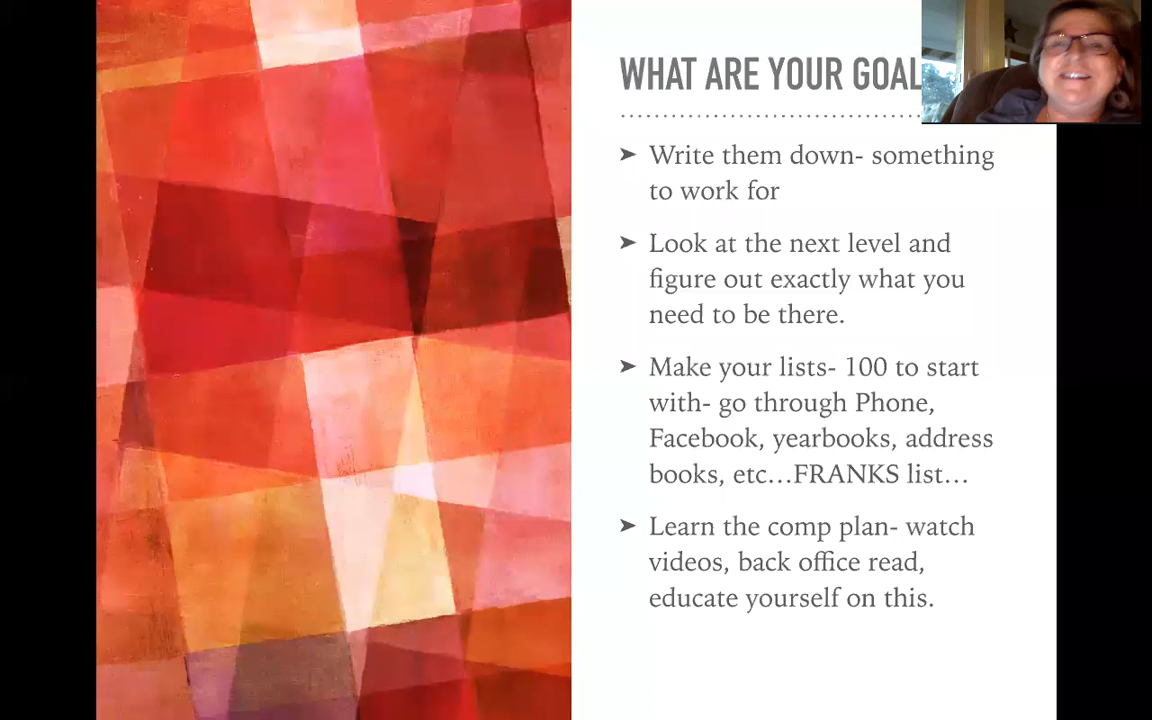 WHAT ARE YOUR GOAL
➤ Write them down- something
to work for
➤ Look at the next level and
figure out exactly what you
need to be there.
➤ Make your lists- 100 to start
with- go through Phone,
Facebook, yearbooks, address
books, etc…FRANKS list…
➤ Learn the comp plan- watch
videos, back office read,
educate yourself on this.